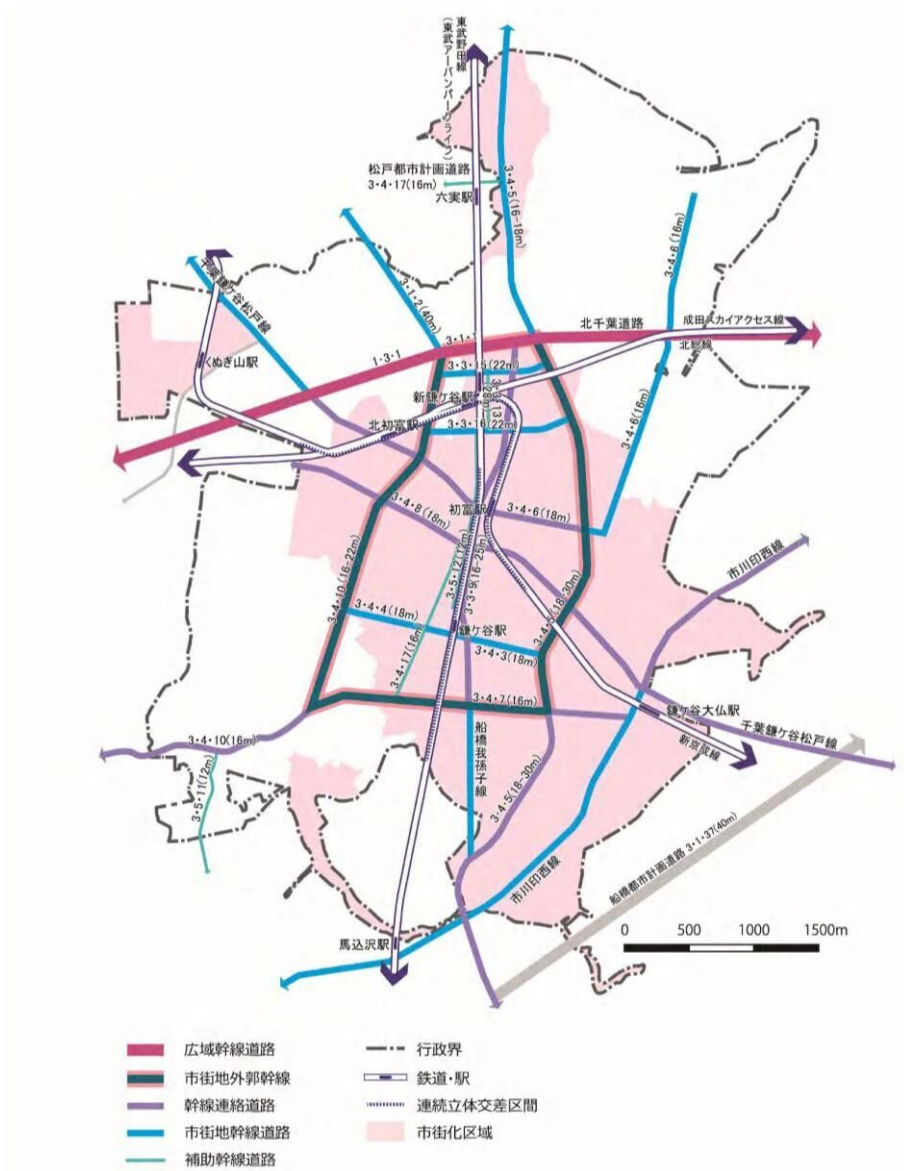 東武野田線
(東武アーバンパークライン)
松戸都市計画道路
3・4・17(16m)
六実駅
3・4・5(16-18m)
3・4・6(16m)
3・1・2(40m)
千葉鎌ケ谷松戸線
くぬぎ山駅
北千葉道路
成田スカイアクセス線
北総線
3・1・1
1・3・1
3・3・15(22m)
新鎌ケ谷駅
北初富駅
3・3・16(22m)
3・4・6(16m)
3・4・8(18m)
初富駅
3・4・6(18m)
3・5・12(12m)
3・3・9(16-25m)
市川印西線
3・4・10(16-22m)
3・4・4(18m)
鎌ケ谷駅
3・4・3(18m)
3・4・5(18-30m)
3・4・17(16m)
3・4・7(16m)
鎌ケ谷大仏駅
千葉鎌ケ谷松戸線
新京成線
3・4・10(16m)
3・5・11(12m)
船橋我孫子線
3・4・5(18-30m)
船橋都市計画道路 3・1・37(40m)
市川印西線
馬込沢駅
0 500 1000 1500m
広域幹線道路
市街地外郭幹線
幹線連絡道路
市街地幹線道路
補助幹線道路
行政界
鉄道・駅
連続立体交差区間
市街化区域